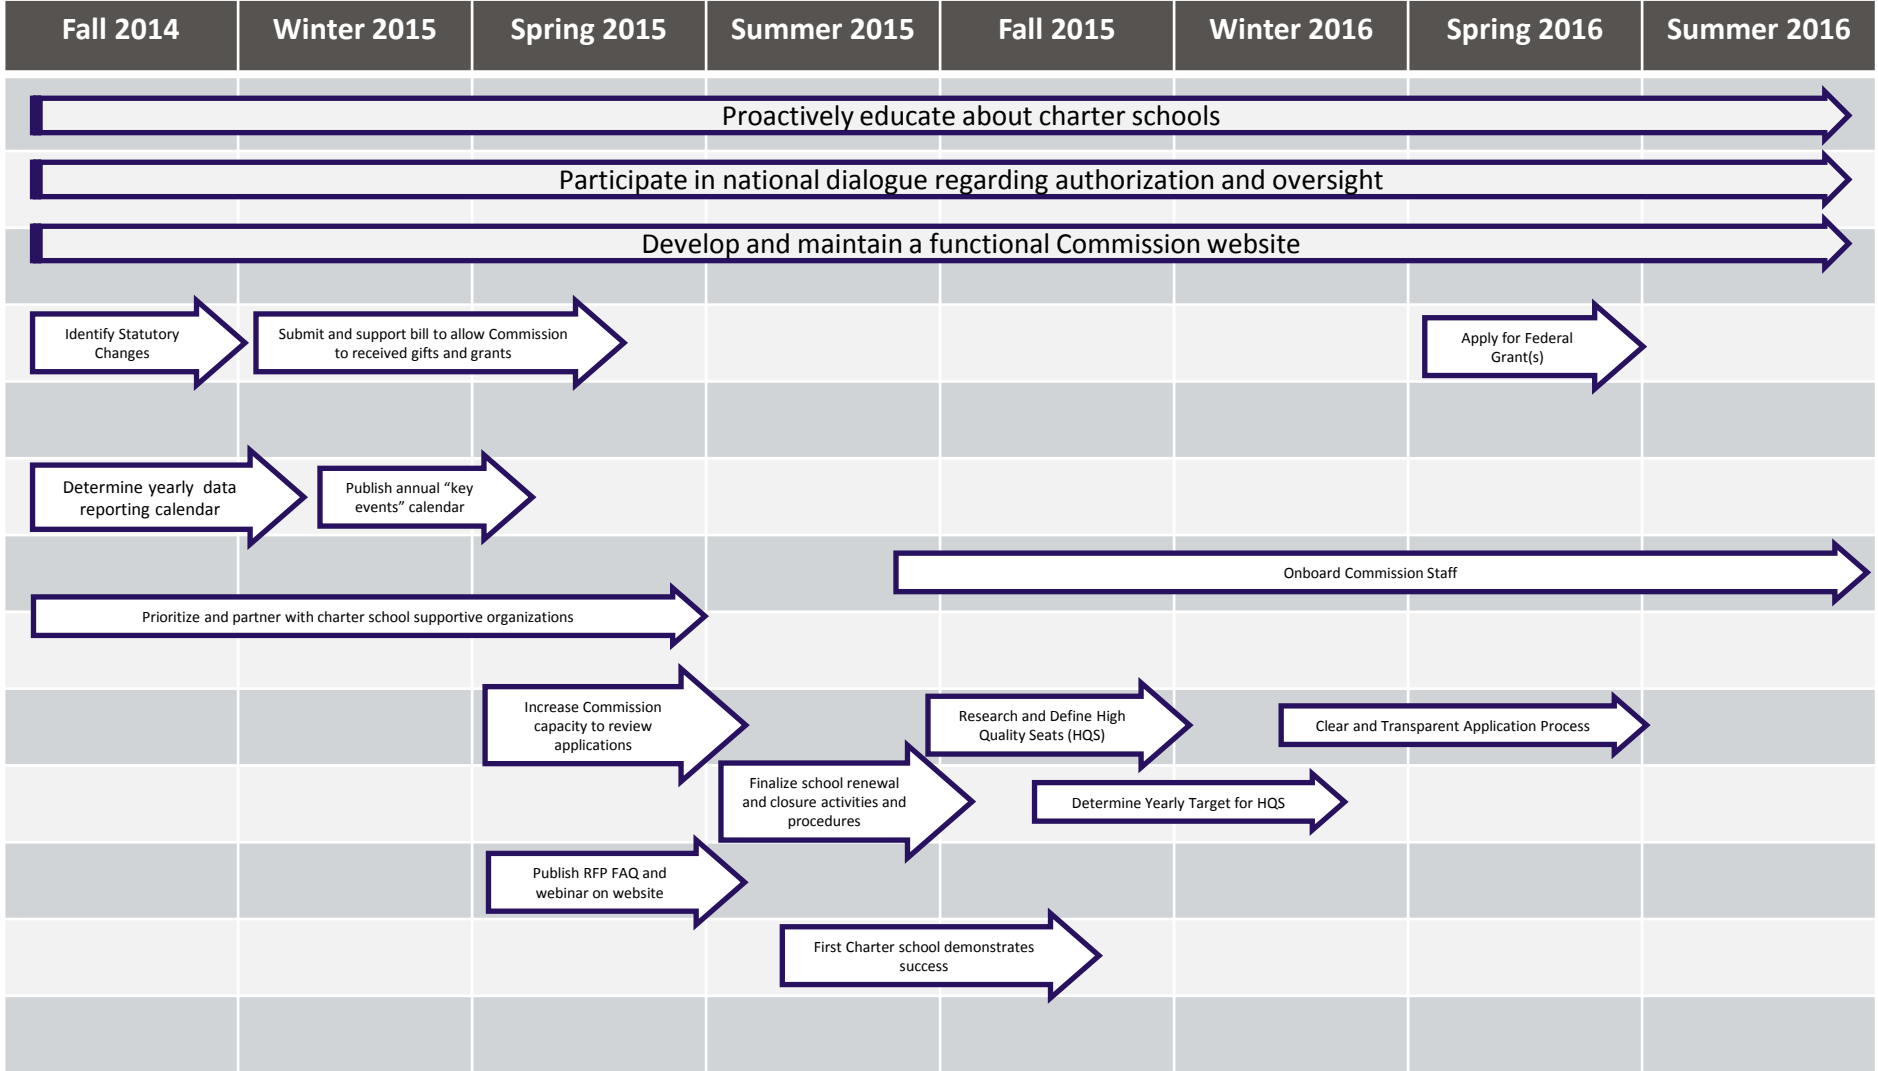 Fall 2014
Winter 2015
Spring 2015
Summer 2015
Fall 2015
Winter 2016
Spring 2016
Summer 2016
Proactively educate about charter schools
Participate in national dialogue regarding authorization and oversight
Develop and maintain a functional Commission website
Identify Statutory
Changes
Submit and support bill to allow Commission
to received gifts and grants
Apply for Federal
Grant(s)
Determine yearly data
reporting calendar
Publish annual “key
events” calendar
Onboard Commission Staff
Prioritize and partner with charter school supportive organizations
Increase Commission
capacity to review
applications
Research and Define High
Quality Seats (HQS)
Clear and Transparent Application Process
Finalize school renewal
and closure activities and
procedures
Determine Yearly Target for HQS
Publish RFP FAQ and
webinar on website
First Charter school demonstrates
success